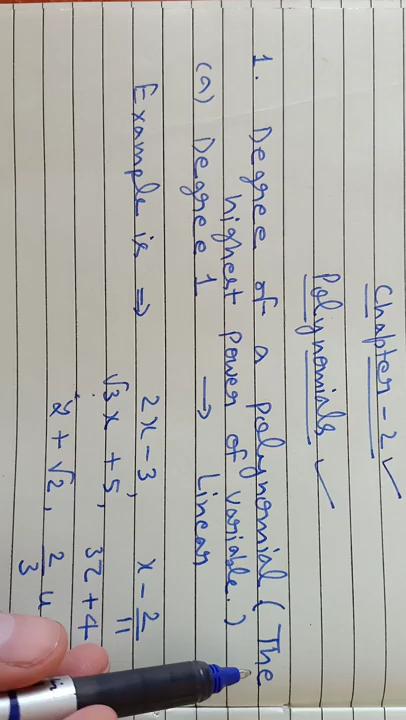 Chapter - 2
Polynomials
1. Degree of a polynomial (The
highest power of variable.)
(a) Degree 1 → Linear
Example is ⇒ 2x - 3, x - 2/11
√3x + 5, 3z + 4
y + √2, 2/3 u